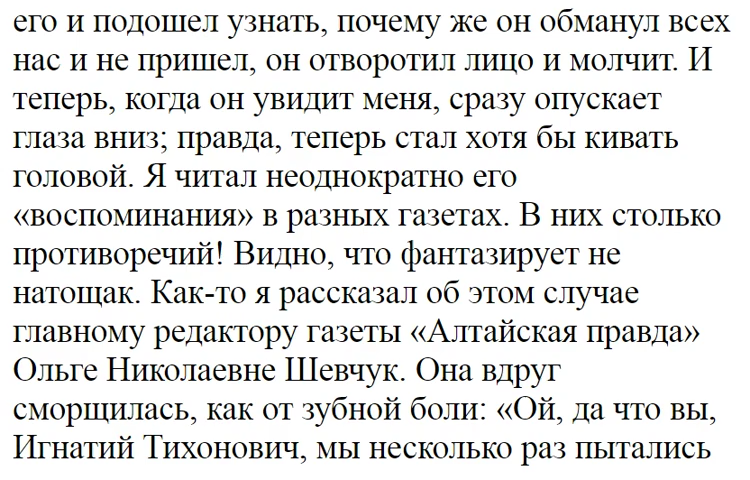 его и подошел узнать, почему же он обманул всех
нас и не пришел, он отворотил лицо и молчит. И
теперь, когда он увидит меня, сразу опускает
глаза вниз; правда, теперь стал хотя бы кивать
головой. Я читал неоднократно его
«воспоминания» в разных газетах. В них столько
противоречий! Видно, что фантазирует не
натощак. Как-то я рассказал об этом случае
главному редактору газеты «Алтайская правда»
Ольге Николаевне Шевчук. Она вдруг
сморщилась, как от зубной боли: «Ой, да что вы,
Игнатий Тихонович, мы несколько раз пытались